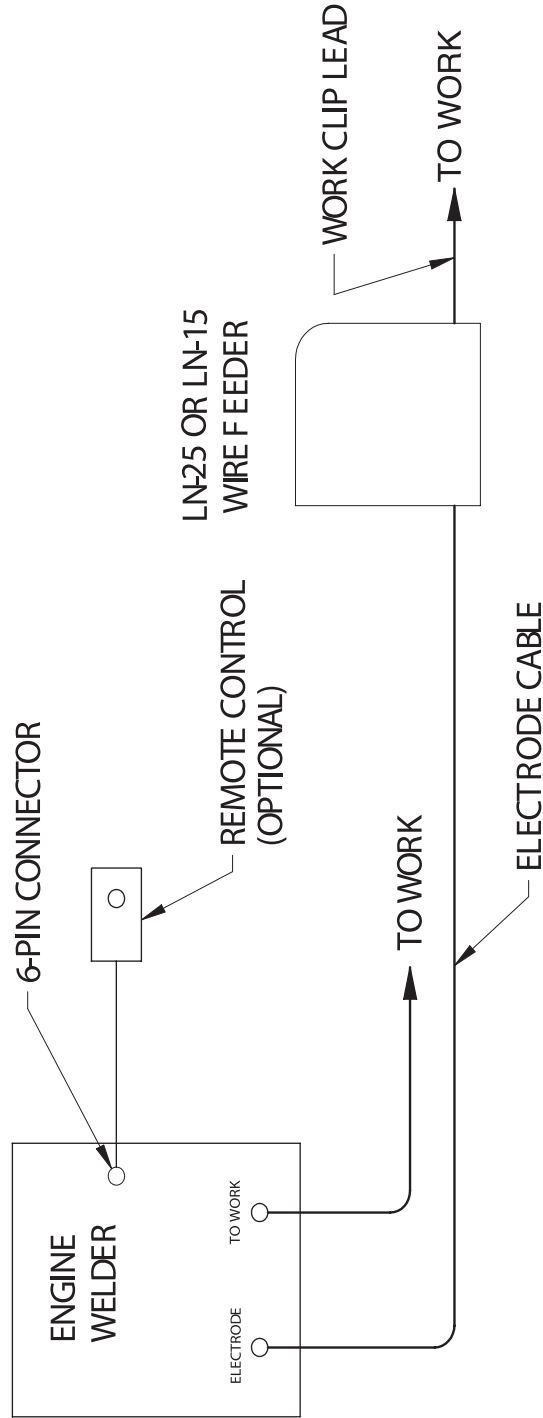 ENGINE
WELDER
ELECTRODE
TO WORK
6-PIN CONNECTOR
REMOTE CONTROL
(OPTIONAL)
TO WORK
ELECTRODE CABLE
LN-25 OR LN-15
WIRE F EEDER
WORK CLIP LEAD
TO WORK